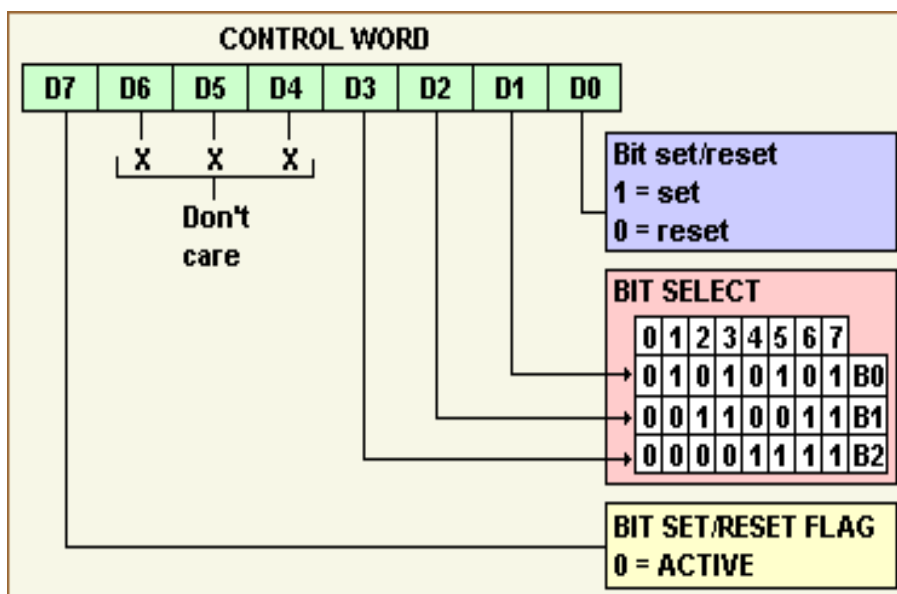 CONTROL WORD
D7 D6 D5 D4 D3 D2 D1 D0
X X X
Don't
care
Bit set/reset
1 = set
0 = reset
BIT SELECT
0 1 2 3 4 5 6 7
0 1 0 1 0 1 0 1 B0
0 0 1 1 0 0 1 1 B1
0 0 0 0 1 1 1 1 B2
BIT SET/RESET FLAG
0 = ACTIVE